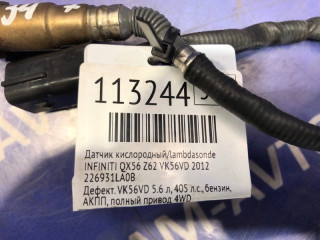 113244
Датчик кислородный/lambdasonde
INFINITI QX56 Z62 VK56VD 2012
226931LA0B
Дефект. VK56VD 5.6 л, 405 л.с., бензин,
АКПП, полный привод 4WD